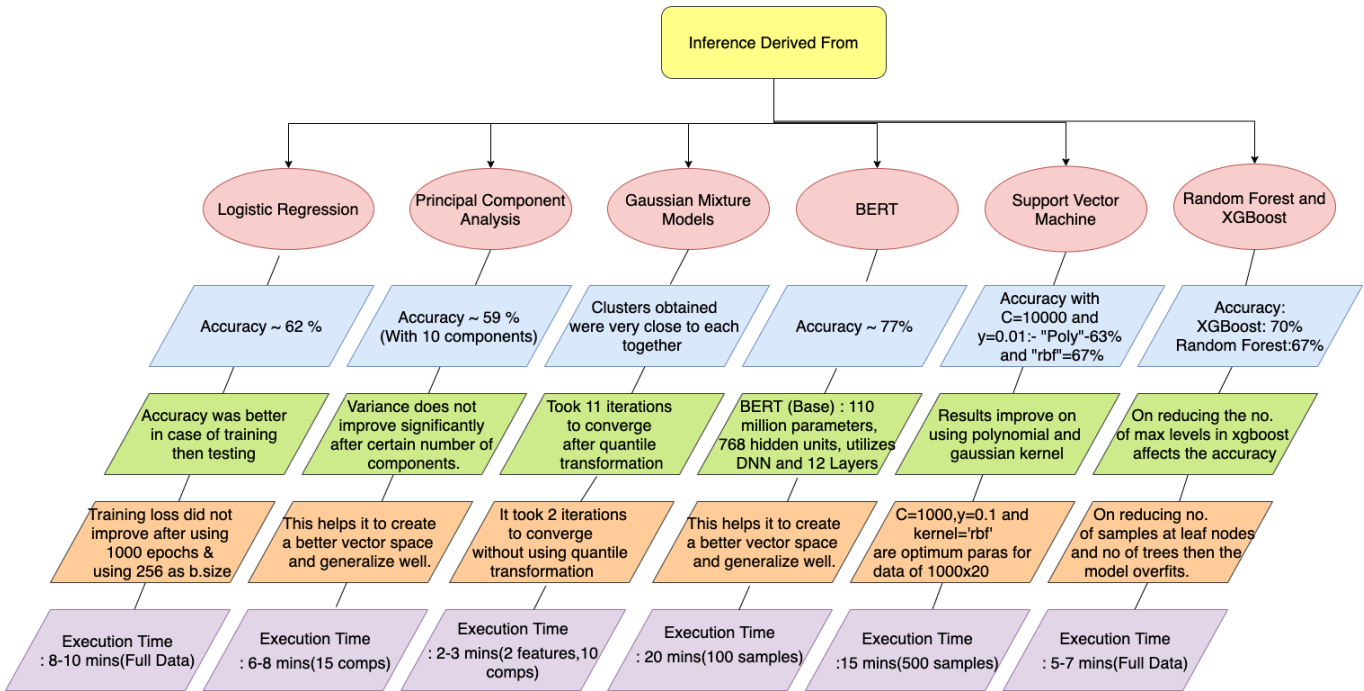 Inference Derived From
Logistic Regression
Principal Component
Analysis
Gaussian Mixture
Models
BERT
Support Vector
Machine
Random Forest and
XGBoost
Accuracy ~ 62 %
Accuracy ~ 59 %
(With 10 components)
Clusters obtained
were very close to each
together
Accuracy ~ 77%
Accuracy with
C=10000 and
y=0.01:- "Poly"-63%
and "rbf"=67%
Accuracy:
XGBoost: 70%
Random Forest:67%
Accuracy was better
in case of training
then testing
Variance does not
improve significantly
after certain number of
components.
Took 11 iterations
to converge
after quantile
transformation
BERT (Base) : 110
million parameters,
768 hidden units, utilizes
DNN and 12 Layers
Results improve on
using polynomial and
gaussian kernel
On reducing the no.
of max levels in xgboost
affects the accuracy
Training loss did not
improve after using
1000 epochs &
using 256 as b.size
This helps it to create
a better vector space
and generalize well.
It took 2 iterations
to converge
without using quantile
transformation
This helps it to create
a better vector space
and generalize well.
C=1000,y=0.1 and
kernel='rbf'
are optimum paras for
data of 1000x20
On reducing no.
of samples at leaf nodes
and no of trees then the
model overfits.
Execution Time
: 8-10 mins(Full Data)
Execution Time
: 6-8 mins(15 comps)
Execution Time
: 2-3 mins(2 features,10
comps)
Execution Time
: 20 mins(100 samples)
Execution Time
:15 mins(500 samples)
Execution Time
: 5-7 mins(Full Data)